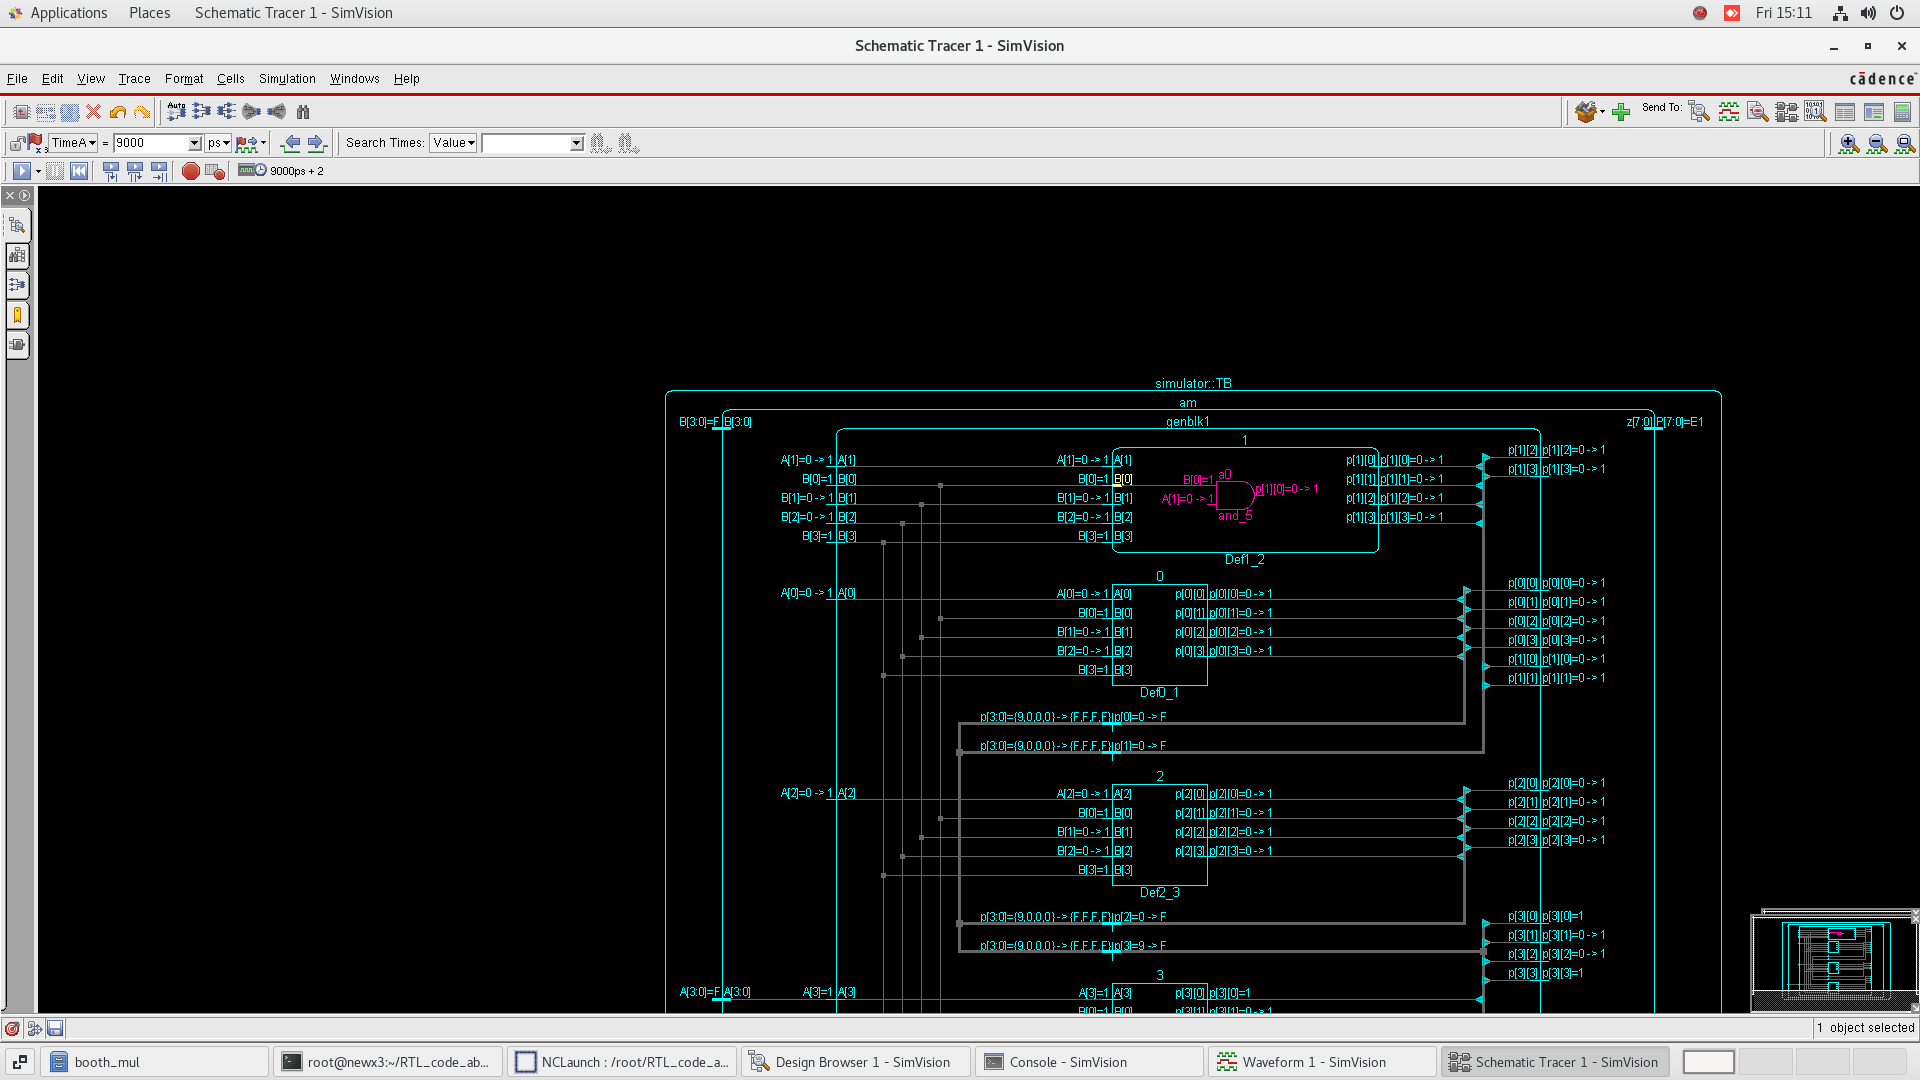 Applications Places Schematic Tracer 1 - SimVision Fri 15:11
Schematic Tracer 1 - SimVision
File Edit View Trace Format Cells Simulation Windows Help cādence
Auto Send To:
TimeA = 9000 ps Search Times: Value
9000ps + 2
simulator::TB
am
B[3:0]=F B[3:0] genblk1 z[7:0] P[7:0]=E1
1
p[1][2] p[1][2]=0 -> 1
A[1]=0 -> 1 A[1] A[1]=0 -> 1 A[1] p[1][0] p[1][0]=0 -> 1
p[1][3] p[1][3]=0 -> 1
B[0]=1 B[0] B[0]=1 B[0] B[0]=1 a0 p[1][1] p[1][1]=0 -> 1
p[1][0]=0 -> 1
B[1]=0 -> 1 B[1] B[1]=0 -> 1 B[1] A[1]=0 -> 1 p[1][2] p[1][2]=0 -> 1
B[2]=0 -> 1 B[2] B[2]=0 -> 1 B[2] and_5 p[1][3] p[1][3]=0 -> 1
B[3]=1 B[3] B[3]=1 B[3]
Def1_2
0
p[0][0] p[0][0]=0 -> 1
A[0]=0 -> 1 A[0] A[0]=0 -> 1 A[0] p[0][0] p[0][0]=0 -> 1
p[0][1] p[0][1]=0 -> 1
B[0]=1 B[0] p[0][1] p[0][1]=0 -> 1
p[0][2] p[0][2]=0 -> 1
B[1]=0 -> 1 B[1] p[0][2] p[0][2]=0 -> 1
p[0][3] p[0][3]=0 -> 1
B[2]=0 -> 1 B[2] p[0][3] p[0][3]=0 -> 1
p[1][0] p[1][0]=0 -> 1
B[3]=1 B[3]
p[1][1] p[1][1]=0 -> 1
Def0_1
p[3:0]={9,0,0,0} -> {F,F,F,F} p[0]=0 -> F
p[3:0]={9,0,0,0} -> {F,F,F,F} p[1]=0 -> F
2
p[2][0] p[2][0]=0 -> 1
A[2]=0 -> 1 A[2] A[2]=0 -> 1 A[2] p[2][0] p[2][0]=0 -> 1
p[2][1] p[2][1]=0 -> 1
B[0]=1 B[0] p[2][1] p[2][1]=0 -> 1
p[2][2] p[2][2]=0 -> 1
B[1]=0 -> 1 B[1] p[2][2] p[2][2]=0 -> 1
p[2][3] p[2][3]=0 -> 1
B[2]=0 -> 1 B[2] p[2][3] p[2][3]=0 -> 1
B[3]=1 B[3]
Def2_3
p[3:0]={9,0,0,0} -> {F,F,F,F} p[2]=0 -> F p[3][0] p[3][0]=1
p[3][1] p[3][1]=0 -> 1
p[3:0]={9,0,0,0} -> {F,F,F,F} p[3]=9 -> F
p[3][2] p[3][2]=0 -> 1
3 p[3][3] p[3][3]=1
A[3:0]=F A[3:0] A[3]=1 A[3] A[3]=1 A[3] p[3][0] p[3][0]=1
B[0]=1 B[0] p[3][1] p[3][1]=0 -> 1
1 object selected
booth_mul root@newx3:~/RTL_code_ab... NCLaunch : /root/RTL_code_a... Design Browser 1 - SimVision Console - SimVision Waveform 1 - SimVision Schematic Tracer 1 - SimVision